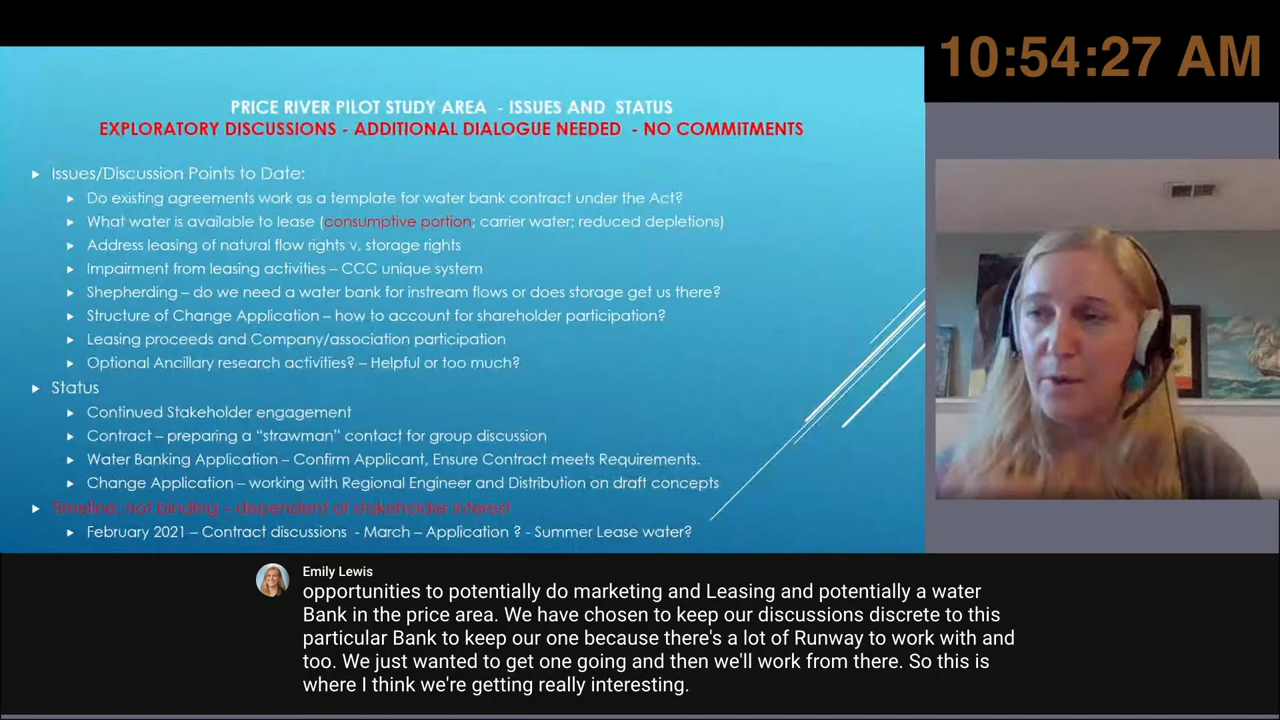 10:54:27 AM
PRICE RIVER PILOT STUDY AREA - ISSUES AND STATUS
EXPLORATORY DISCUSSIONS - ADDITIONAL DIALOGUE NEEDED - NO COMMITMENTS
Issues/Discussion Points to Date:
Do existing agreements work as a template for water bank contract under the Act?
What water is available to lease (consumptive portion; carrier water; reduced depletions)
Address leasing of natural flow rights v. storage rights
Impairment from leasing activities – CCC unique system
Shepherding – do we need a water bank for instream flows or does storage get us there?
Structure of Change Application – how to account for shareholder participation?
Leasing proceeds and Company/association participation
Optional Ancillary research activities? – Helpful or too much?
Status
Continued Stakeholder engagement
Contract – preparing a “strawman” contact for group discussion
Water Banking Application – Confirm Applicant, Ensure Contract meets Requirements.
Change Application – working with Regional Engineer and Distribution on draft concepts
Timeline: not binding – dependent of stakeholder interest
February 2021 – Contract discussions - March – Application ? - Summer Lease water?
Emily Lewis
opportunities to potentially do marketing and Leasing and potentially a water
Bank in the price area. We have chosen to keep our discussions discrete to this
particular Bank to keep our one because there's a lot of Runway to work with and
too. We just wanted to get one going and then we'll work from there. So this is
where I think we're getting really interesting.